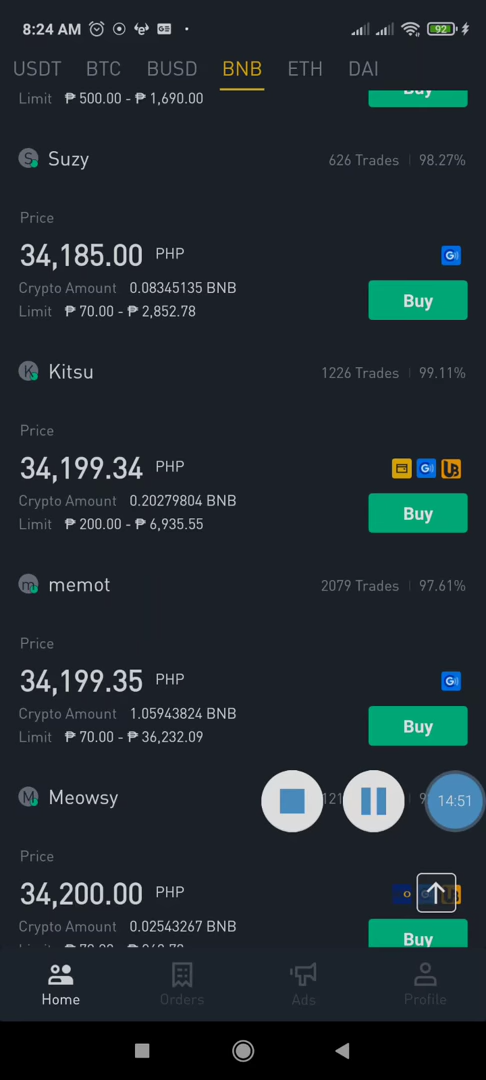 8:24 AM
92
USDT BTC BUSD BNB ETH DAI
Limit ₱ 500.00 - ₱ 1,690.00
Buy
S Suzy 626 Trades | 98.27%
Price
34,185.00 PHP
Crypto Amount 0.08345135 BNB
Limit ₱ 70.00 - ₱ 2,852.78
Buy
K Kitsu 1226 Trades | 99.11%
Price
34,199.34 PHP
Crypto Amount 0.20279804 BNB
Limit ₱ 200.00 - ₱ 6,935.55
Buy
m memot 2079 Trades | 97.61%
Price
34,199.35 PHP
Crypto Amount 1.05943824 BNB
Limit ₱ 70.00 - ₱ 36,232.09
Buy
M Meowsy
14:51
Price
34,200.00 PHP
Crypto Amount 0.02543267 BNB
Buy
Home Orders Ads Profile